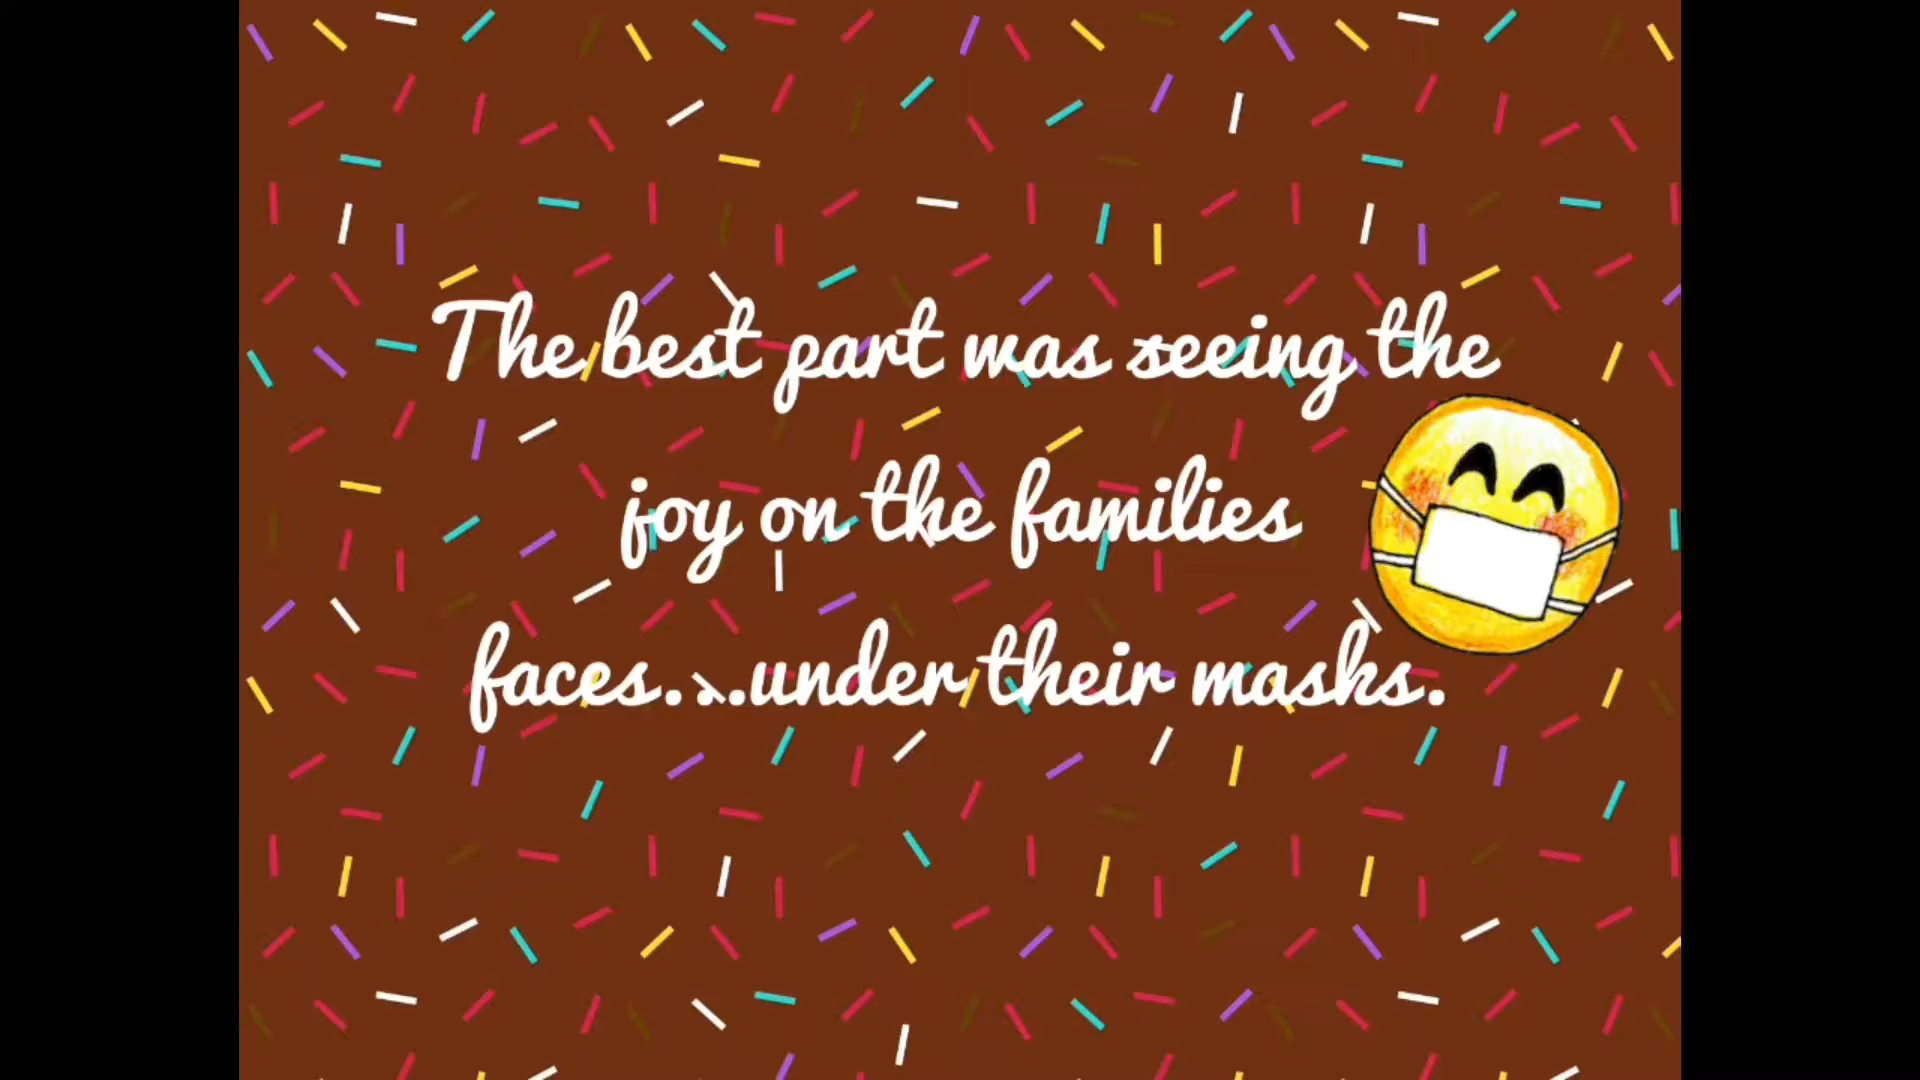 The best part was seeing the
joy on the families
faces...under their masks.